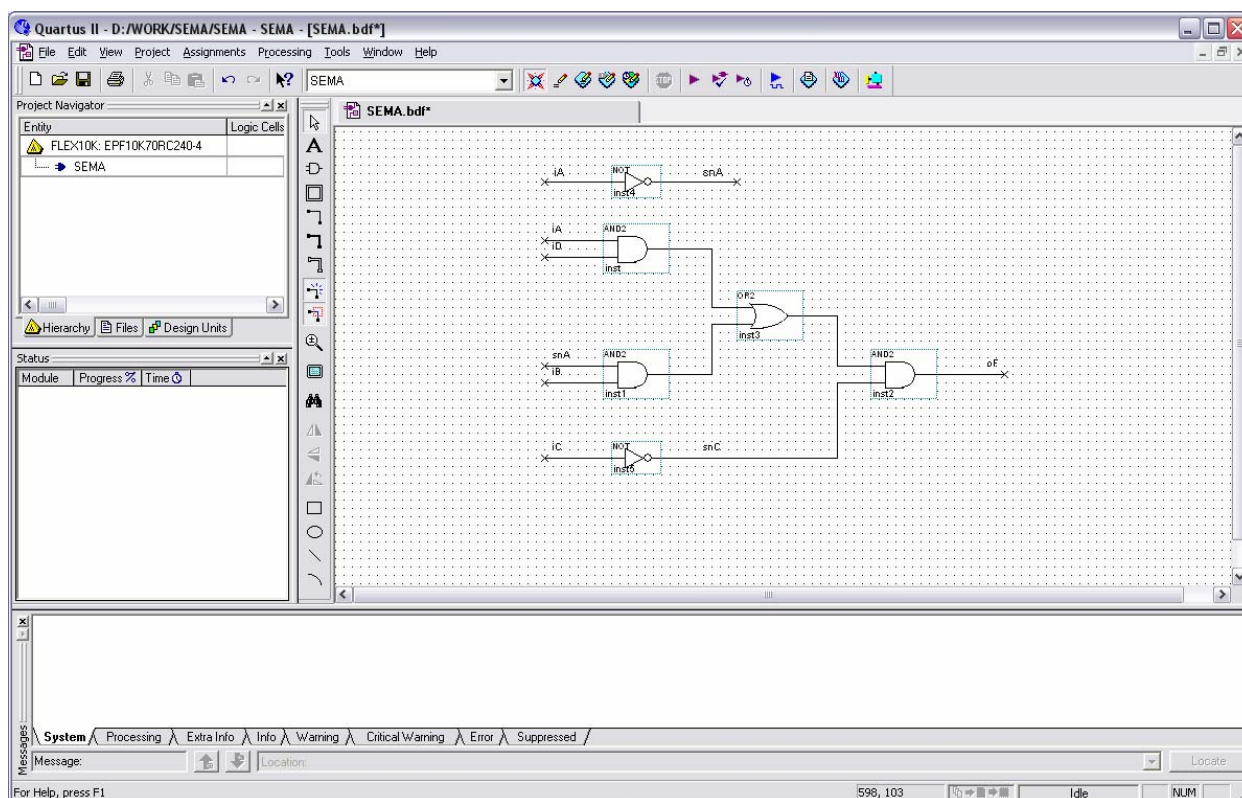 Quartus II - D:/WORK/SEMA/SEMA - SEMA - [SEMA.bdf*]
File Edit View Project Assignments Processing Tools Window Help
SEMA
Project Navigator
Entity Logic Cells
FLEX10K: EPF10K70RC240-4
SEMA
Hierarchy Files Design Units
Status
Module Progress % Time
SEMA.bdf*
iA NOT snA
inst4
iA AND2
iD
inst
OR2
inst3
snA AND2
iB
inst1
AND2 oF
inst2
iC NOT snC
inst5
Messages
System Processing Extra Info Info Warning Critical Warning Error Suppressed
Message: Location: Locate
For Help, press F1 598, 103 Idle NUM